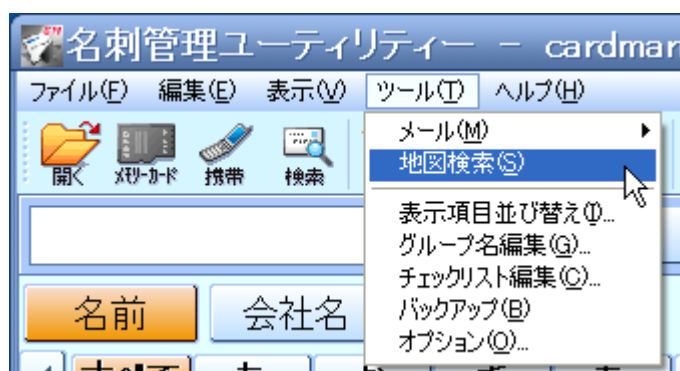 名刺管理ユーティリティー － cardmar
ファイル(F) 編集(E) 表示(V) ツール(T) ヘルプ(H)
開く メモリーカード 携帯 検索
メール(M)
地図検索(S)
表示項目並び替え(I)...
グループ名編集(G)...
チェックリスト編集(C)...
バックアップ(B)
オプション(O)...
名前 会社名
すべて